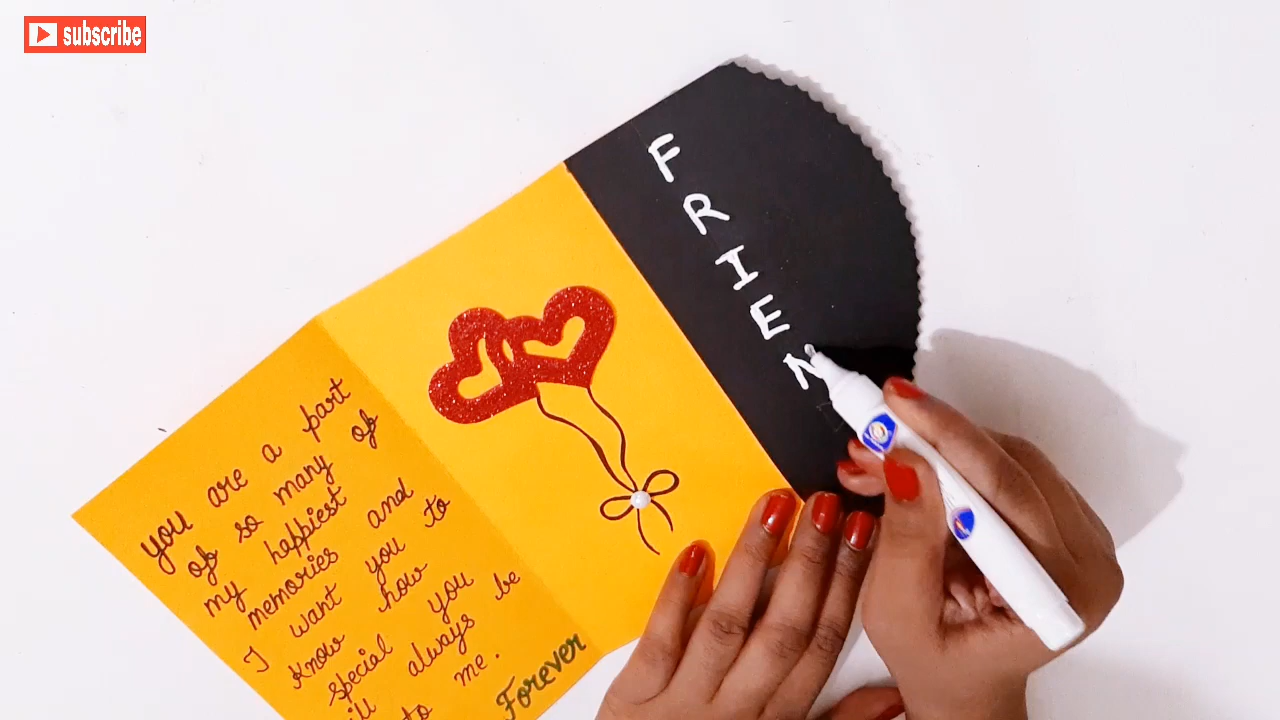 subscribe
F
R
I
E
N
you are a part
of so many of
my happiest
memories and
I want you to
know how
special you
always be
to me.
Forever